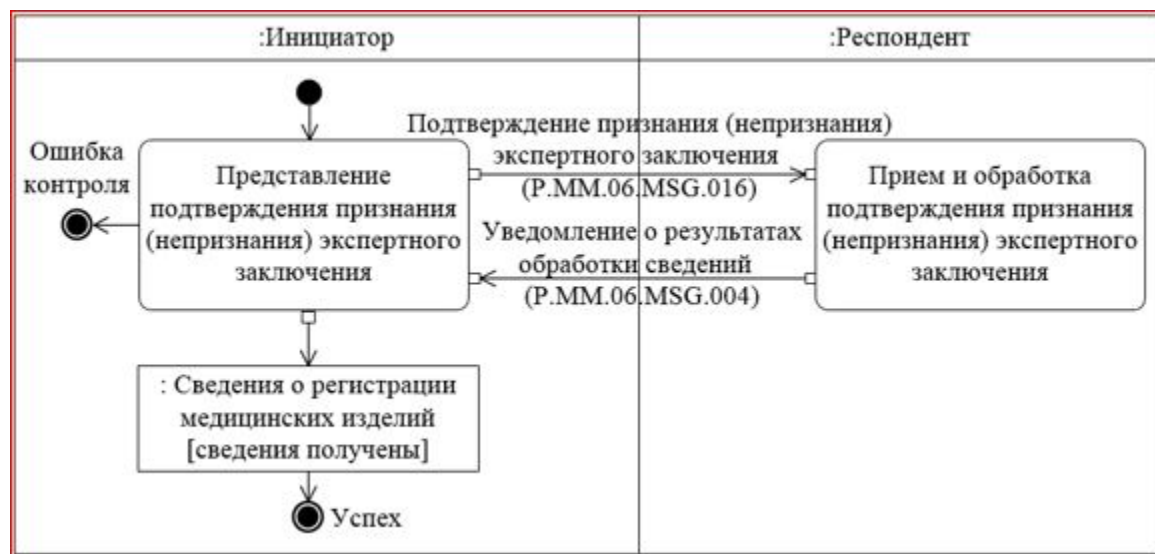 :Инициатор
:Респондент
Ошибка
контроля
Представление
подтверждения признания
(непризнания) экспертного
заключения
Подтверждение признания (непризнания)
экспертного заключения
(P.MM.06.MSG.016)
Уведомление о результатах
обработки сведений
(P.MM.06.MSG.004)
Прием и обработка
подтверждения признания
(непризнания) экспертного
заключения
: Сведения о регистрации
медицинских изделий
[сведения получены]
Успех